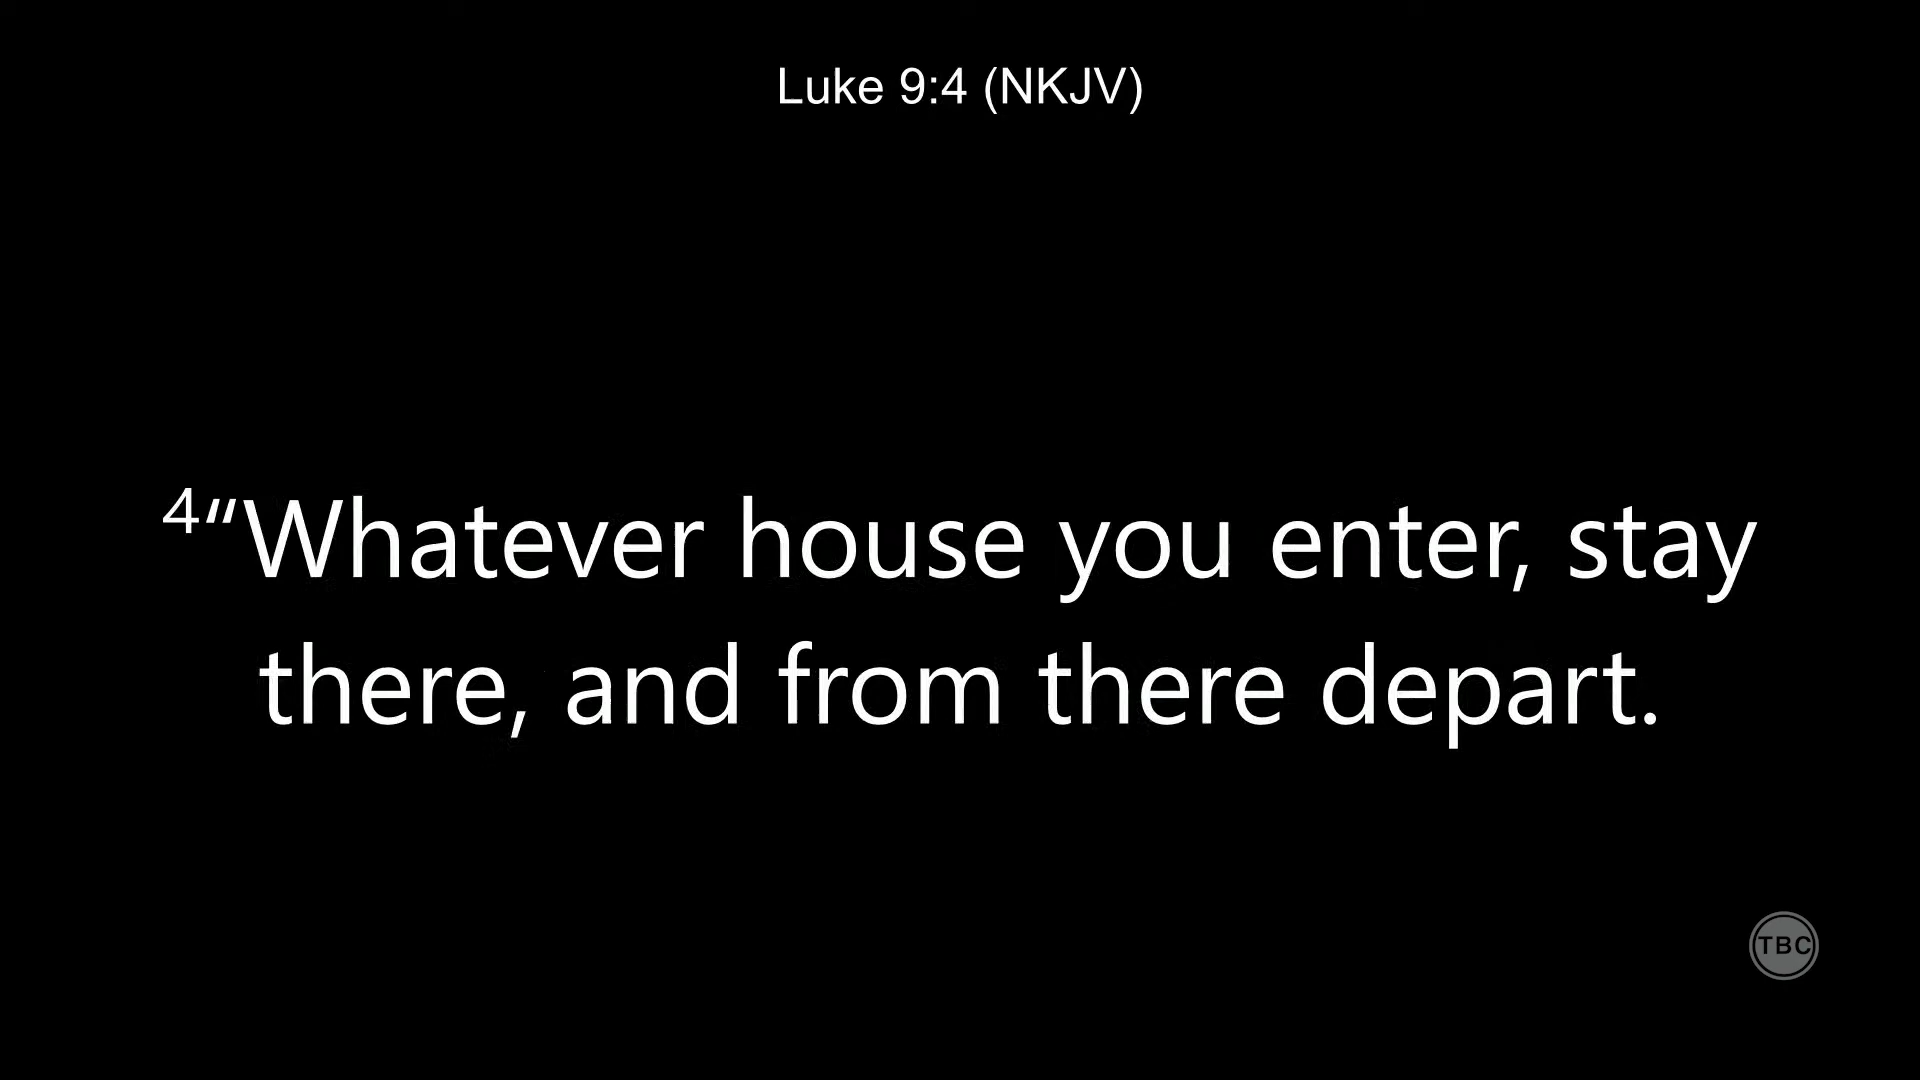 Luke 9:4 (NKJV)
4“Whatever house you enter, stay
there, and from there depart.
TBC